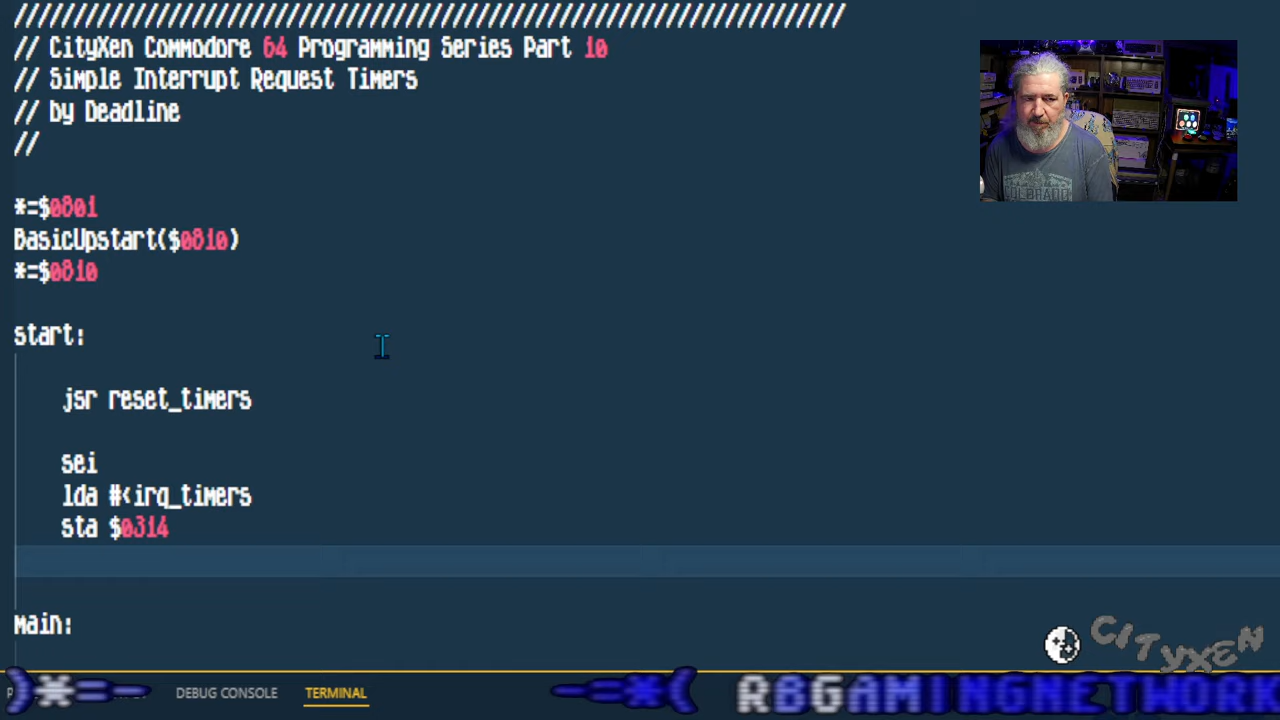 ////////////////////////////////////////////////////////////////////////
// CityXen Commodore 64 Programming Series Part 10
// Simple Interrupt Request Timers
// by Deadline
//
*=$0801
BasicUpstart($0810)
*=$0810
start:
jsr reset_timers
sei
lda #<irq_timers
sta $0314
main:
CITYXEN
DEBUG CONSOLE
TERMINAL
)*=- -=*( RBGAMINGNETWORK
COLORADO